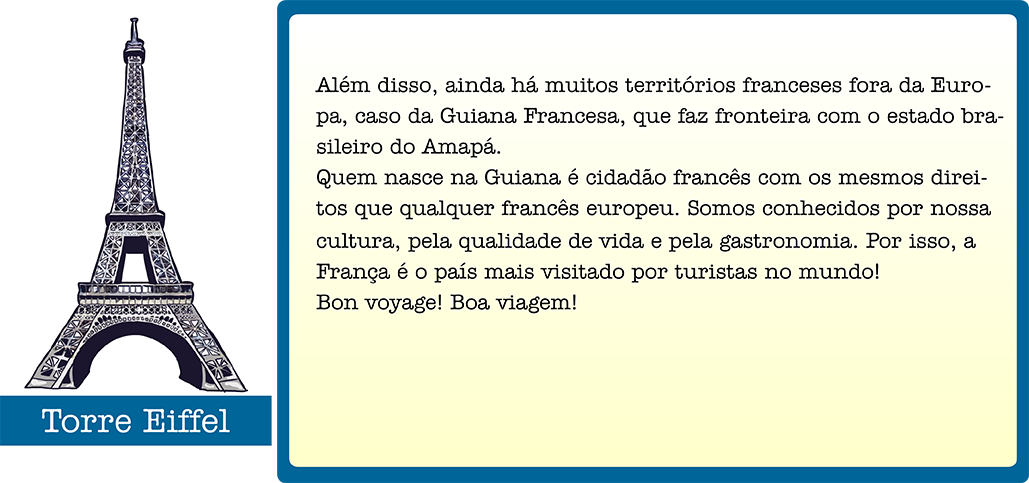 Além disso, ainda há muitos territórios franceses fora da Euro-
pa, caso da Guiana Francesa, que faz fronteira com o estado bra-
sileiro do Amapá.
Quem nasce na Guiana é cidadão francês com os mesmos direi-
tos que qualquer francês europeu. Somos conhecidos por nossa
cultura, pela qualidade de vida e pela gastronomia. Por isso, a
França é o país mais visitado por turistas no mundo!
Bon voyage! Boa viagem!
Torre Eiffel